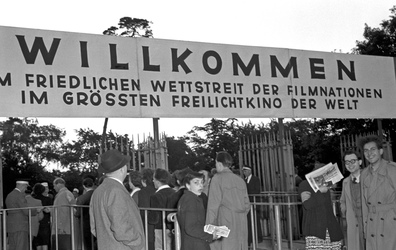 WILLKOMMEN
M FRIEDLICHEN WETTSTREIT DER FILMNATIONEN
IM GRÖSSTEN FREILICHTKINO DER WELT